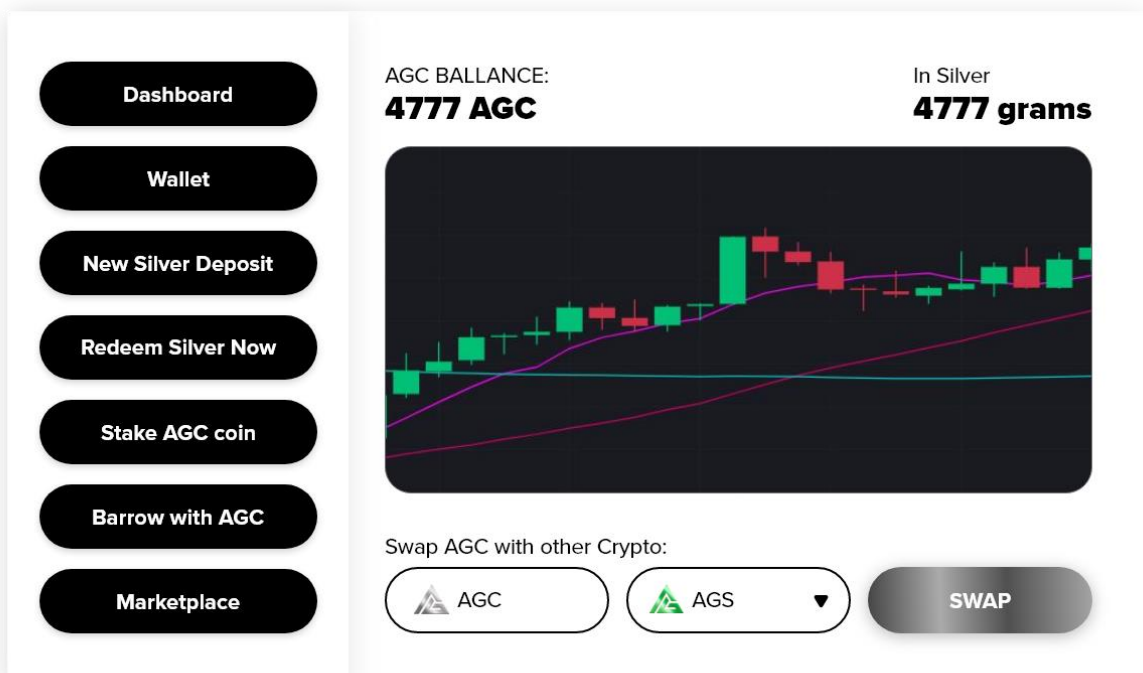 Dashboard
Wallet
New Silver Deposit
Redeem Silver Now
Stake AGC coin
Barrow with AGC
Marketplace
AGC BALLANCE:
4777 AGC
In Silver
4777 grams
Swap AGC with other Crypto:
AGC
AGS
SWAP